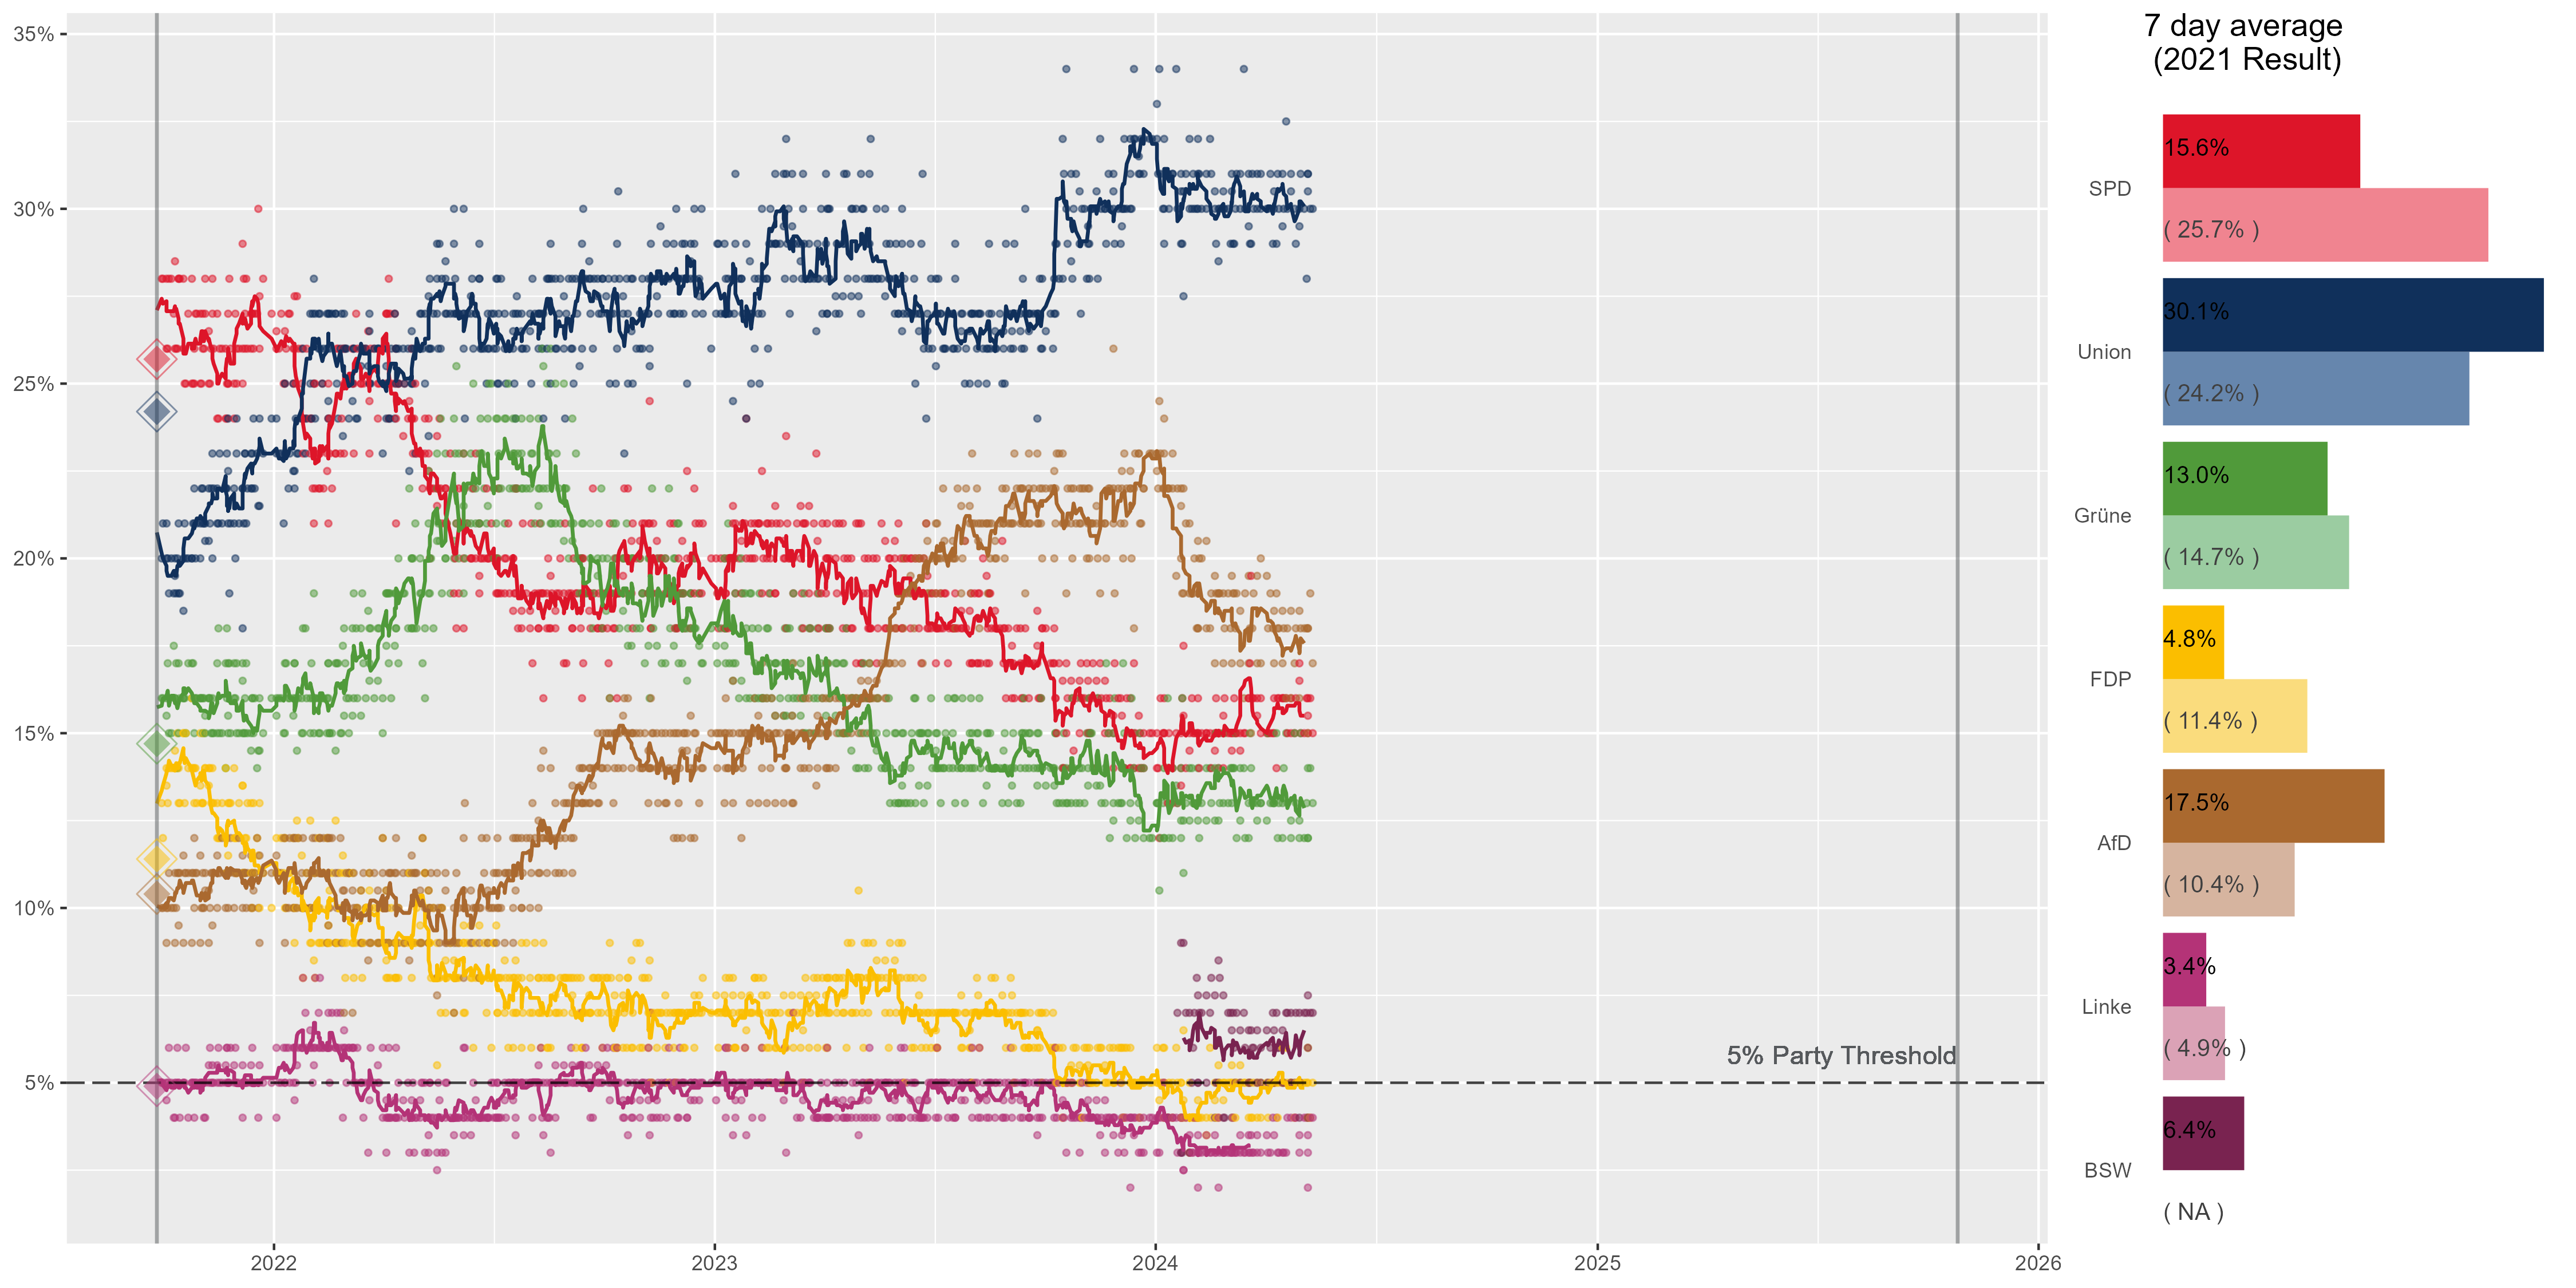 35%
30%
25%
20%
15%
10%
5%
5% Party Threshold
2022
2023
2024
2025
2026
7 day average
(2021 Result)
SPD
15.6%
( 25.7% )
Union
30.1%
( 24.2% )
Grüne
13.0%
( 14.7% )
FDP
4.8%
( 11.4% )
AfD
17.5%
( 10.4% )
Linke
3.4%
( 4.9% )
BSW
6.4%
( NA )